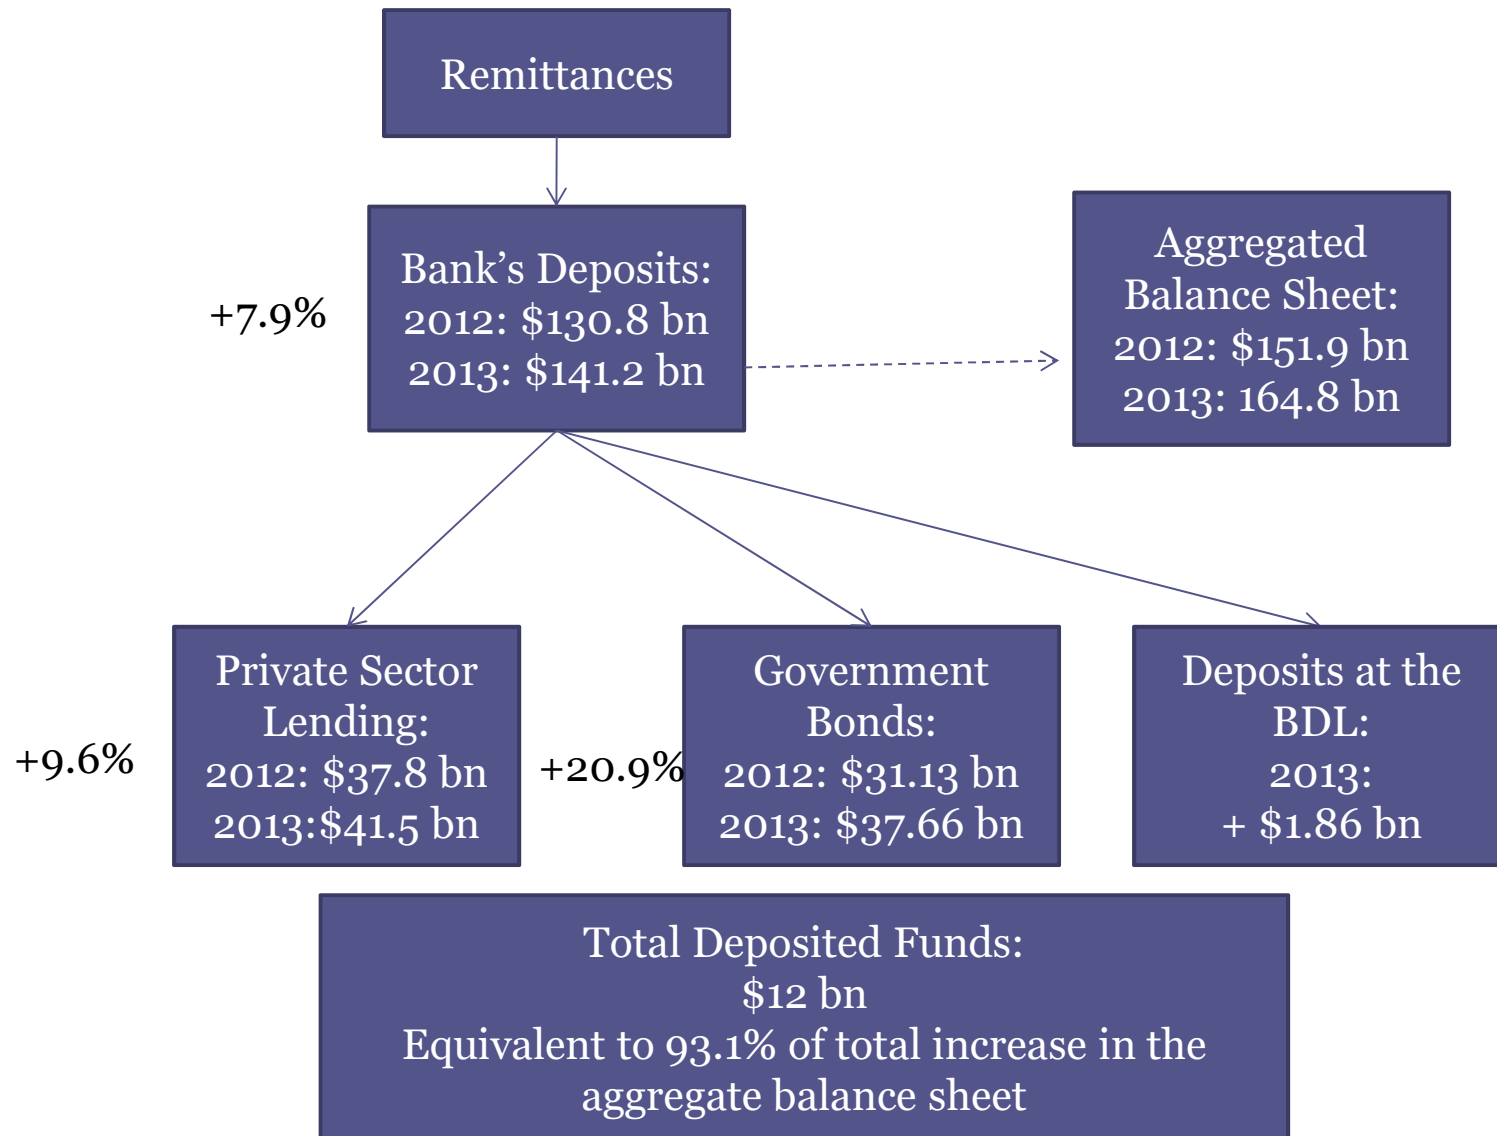 Remittances
+7.9%
Bank’s Deposits:
2012: $130.8 bn
2013: $141.2 bn
Aggregated
Balance Sheet:
2012: $151.9 bn
2013: 164.8 bn
+9.6%
Private Sector
Lending:
2012: $37.8 bn
2013:$41.5 bn
+20.9%
Government
Bonds:
2012: $31.13 bn
2013: $37.66 bn
Deposits at the
BDL:
2013:
+ $1.86 bn
Total Deposited Funds:
$12 bn
Equivalent to 93.1% of total increase in the
aggregate balance sheet